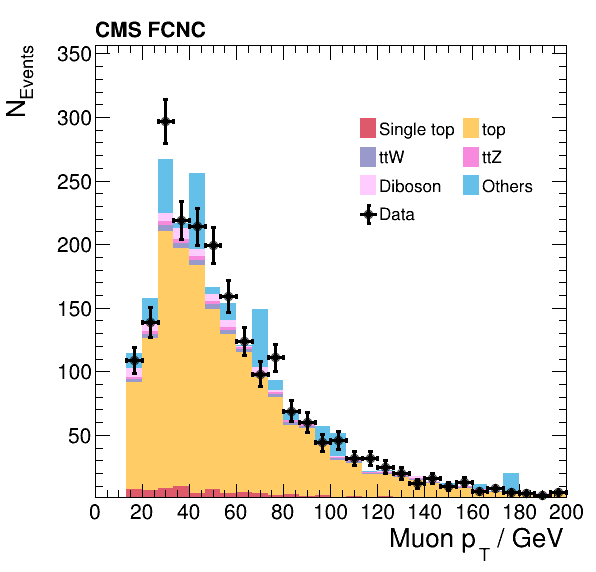 CMS FCNC
N_Events
350
300
250
200
150
100
50
Single top
top
ttW
ttZ
Diboson
Others
Data
0 20 40 60 80 100 120 140 160 180 200
Muon p_T / GeV